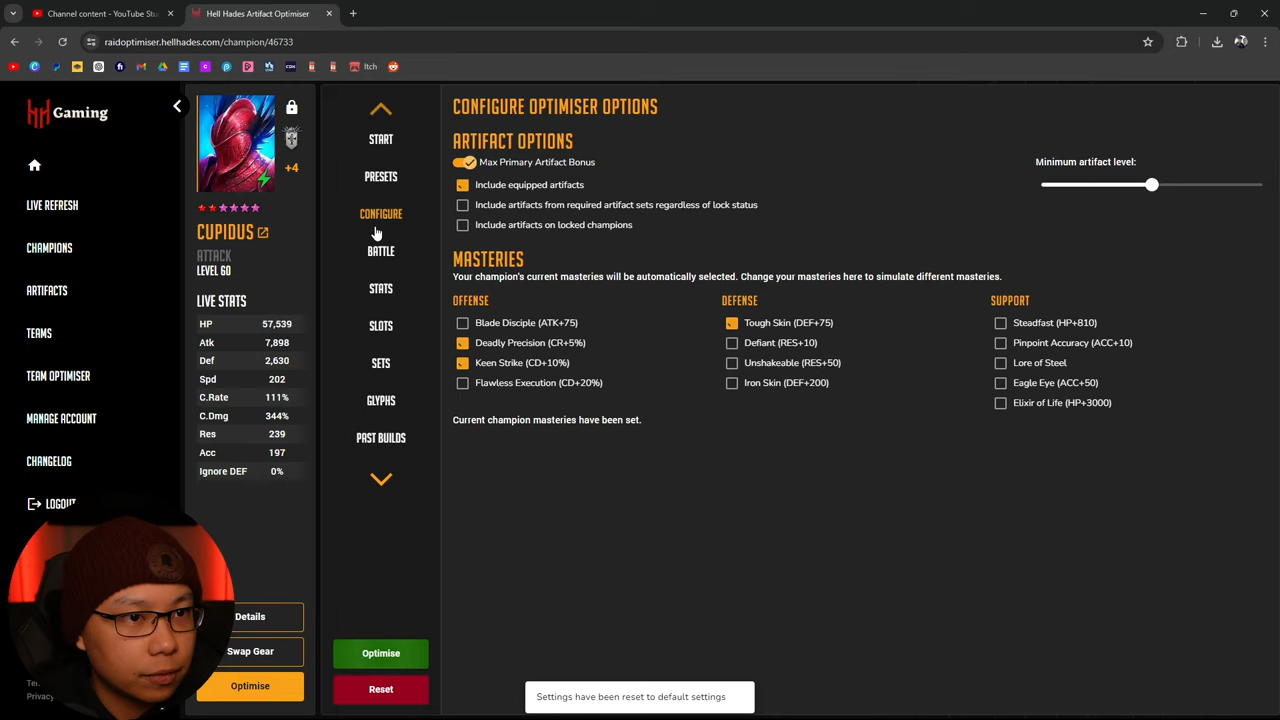 Channel content - YouTube Stu
Hell Hades Artifact Optimiser
raidoptimiser.hellhades.com/champion/46733
Itch
Gaming
LIVE REFRESH
CHAMPIONS
ARTIFACTS
TEAMS
TEAM OPTIMISER
MANAGE ACCOUNT
CHANGELOG
LOGOUT
Privacy
+4
CUPIDUS
ATTACK
LEVEL 60
LIVE STATS
HP 57,539
Atk 7,898
Def 2,630
Spd 202
C.Rate 111%
C.Dmg 344%
Res 239
Acc 197
Ignore DEF 0%
Details
Swap Gear
Optimise
START
PRESETS
CONFIGURE
BATTLE
STATS
SLOTS
SETS
GLYPHS
PAST BUILDS
Optimise
Reset
CONFIGURE OPTIMISER OPTIONS
ARTIFACT OPTIONS
Max Primary Artifact Bonus
Minimum artifact level:
Include equipped artifacts
Include artifacts from required artifact sets regardless of lock status
Include artifacts on locked champions
MASTERIES
Your champion's current masteries will be automatically selected. Change your masteries here to simulate different masteries.
OFFENSE
Blade Disciple (ATK+75)
Deadly Precision (CR+5%)
Keen Strike (CD+10%)
Flawless Execution (CD+20%)
DEFENSE
Tough Skin (DEF+75)
Defiant (RES+10)
Unshakeable (RES+50)
Iron Skin (DEF+200)
SUPPORT
Steadfast (HP+810)
Pinpoint Accuracy (ACC+10)
Lore of Steel
Eagle Eye (ACC+50)
Elixir of Life (HP+3000)
Current champion masteries have been set.
Settings have been reset to default settings